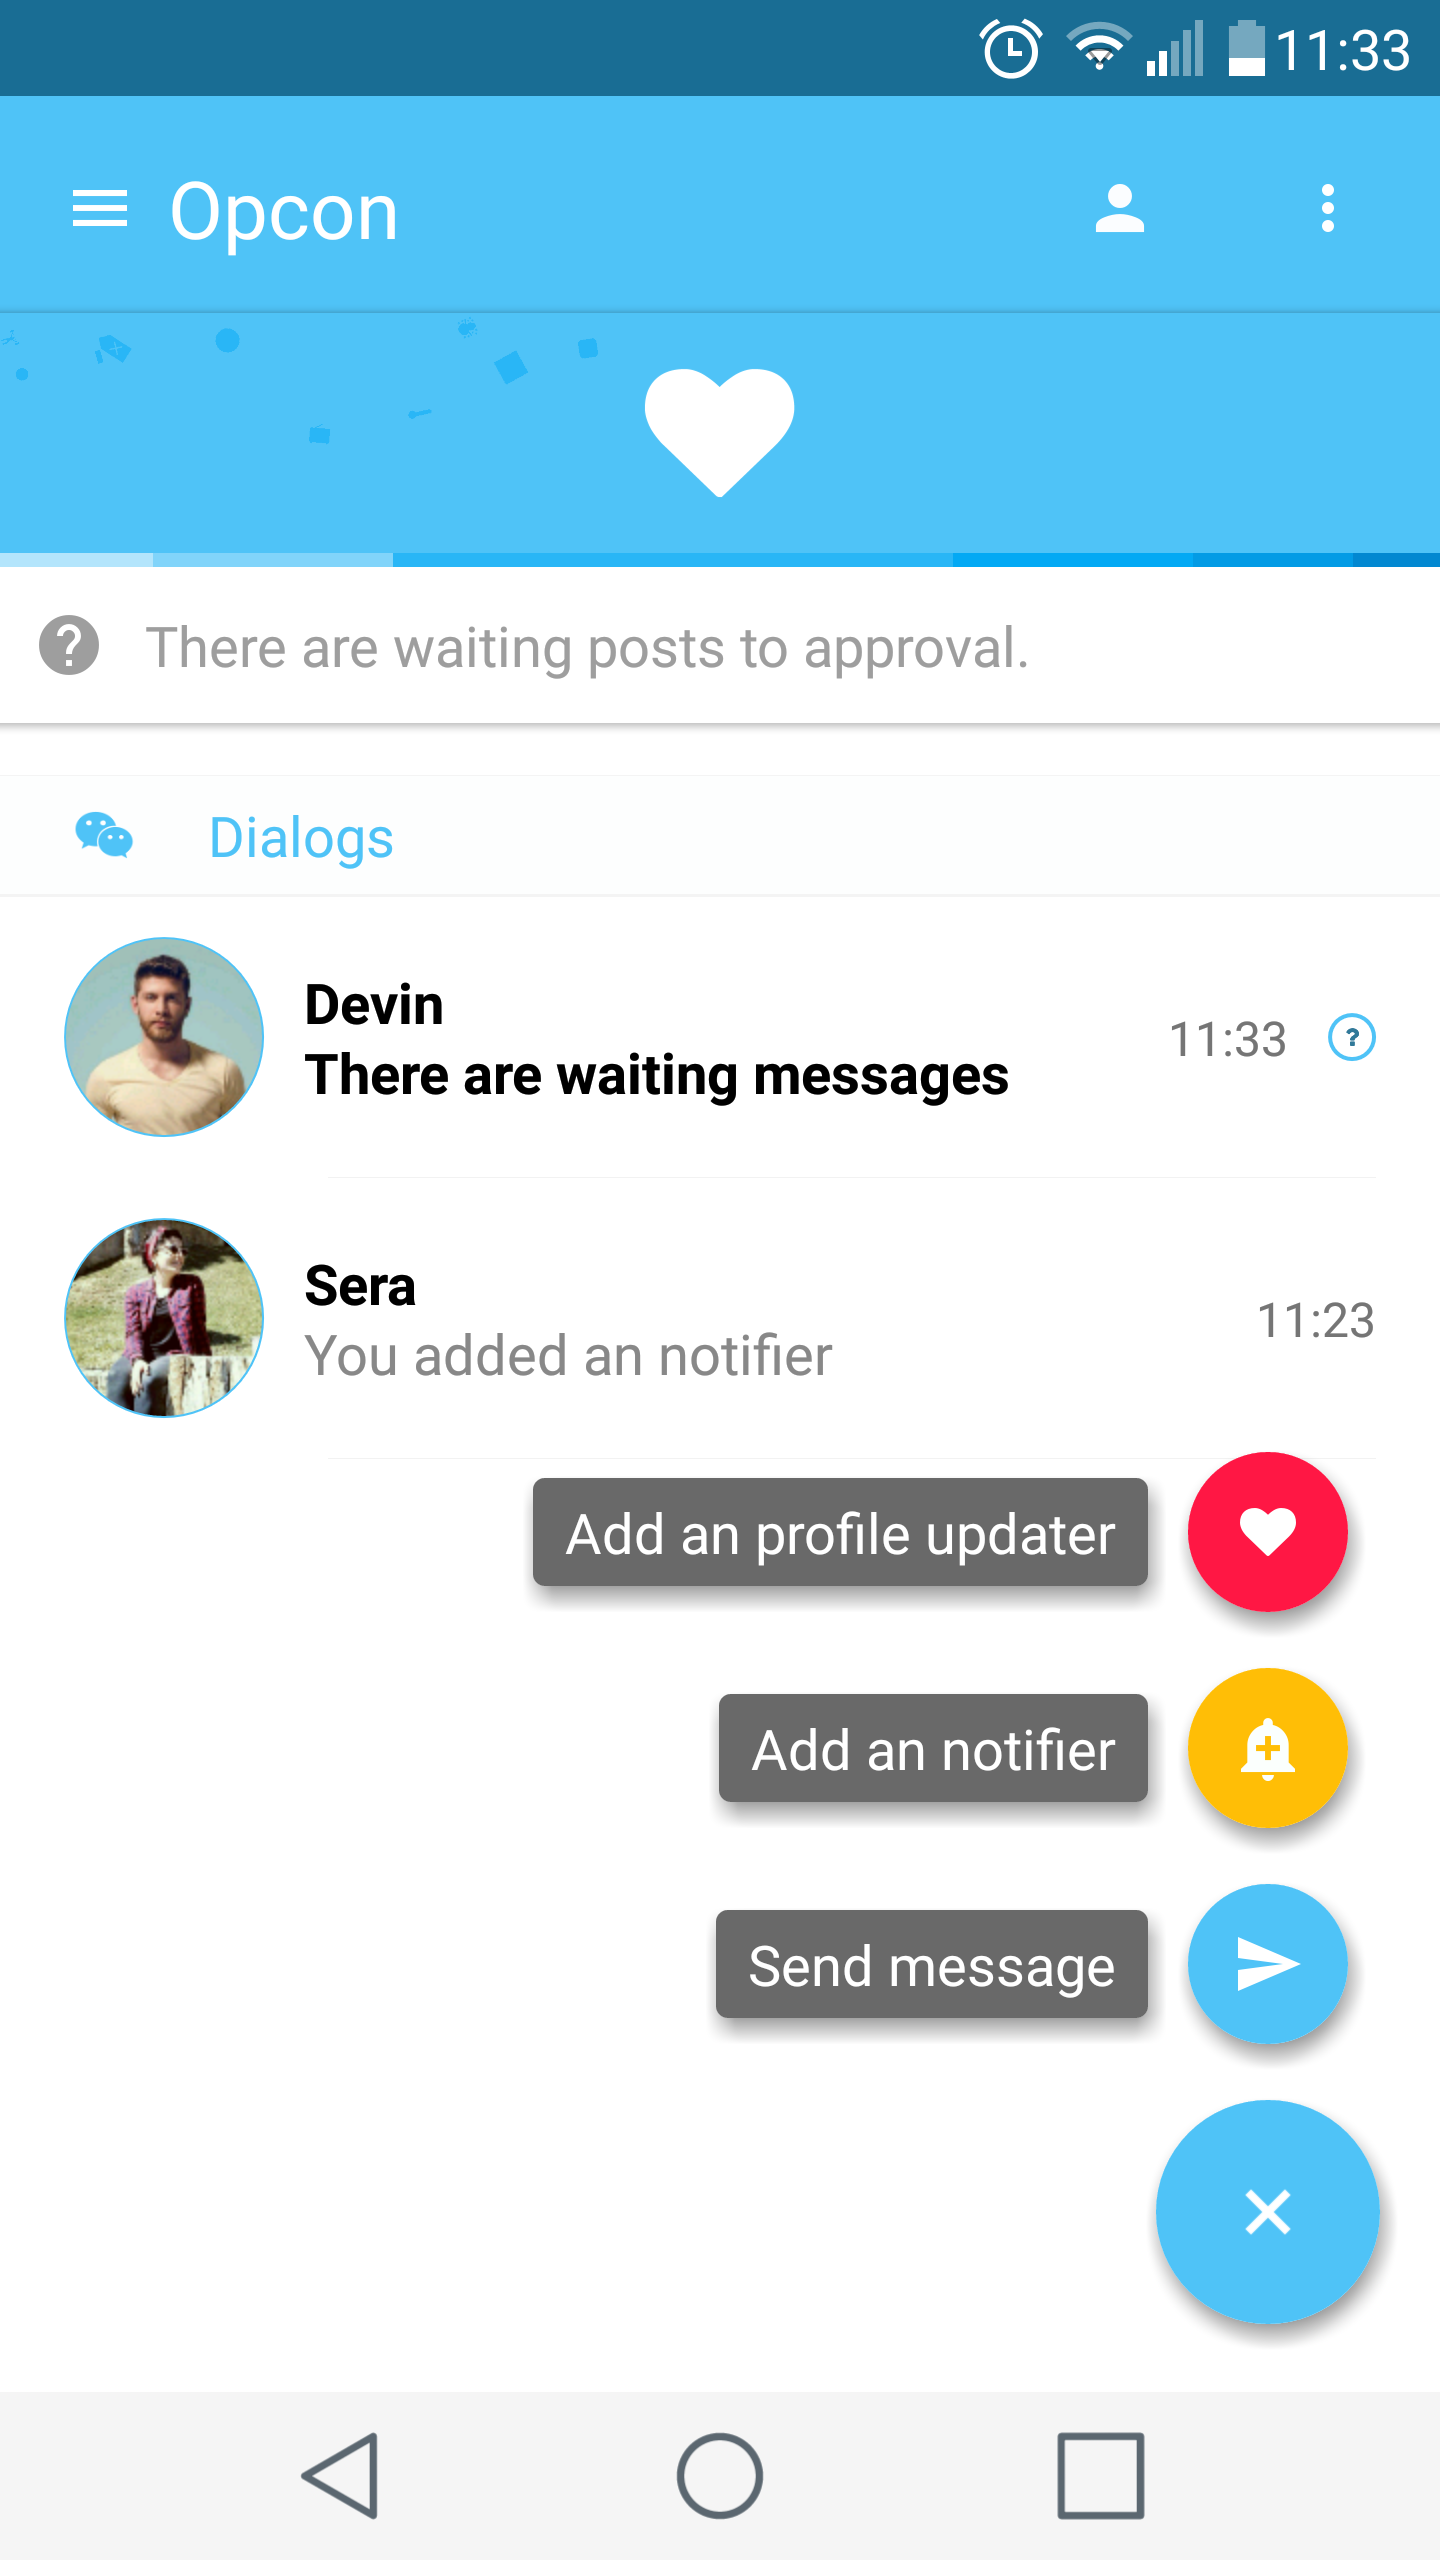 11:33
Opcon
There are waiting posts to approval.
Dialogs
Devin
There are waiting messages
11:33
Sera
You added an notifier
11:23
Add an profile updater
Add an notifier
Send message